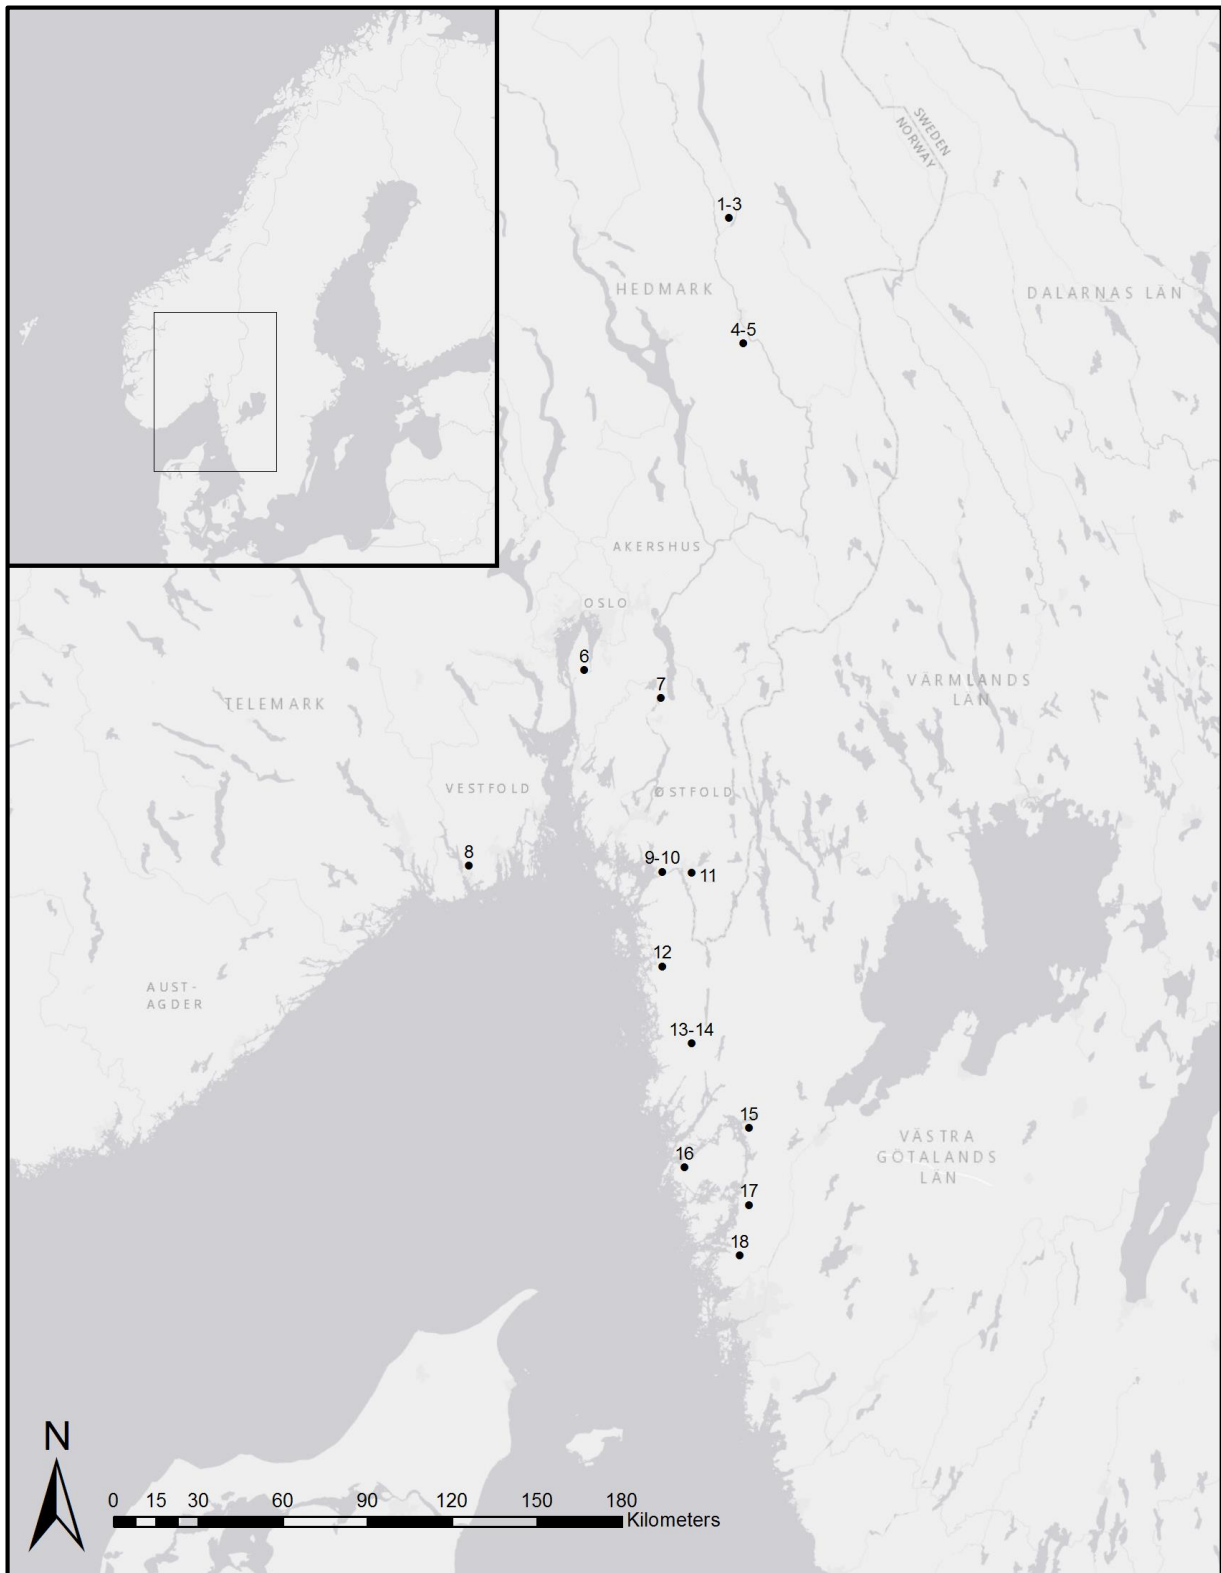 SWEDEN
NORWAY
1-3
HEDMARK
DALARNAS LÄN
4-5
AKERSHUS
OSLO
6
7
VÄRMLANDS
LÄN
TELEMARK
VESTFOLD
ØSTFOLD
8
9-10
11
12
AUST-
AGDER
13-14
15
VÄSTRA
GÖTALANDS
LÄN
16
17
18
N
0 15 30 60 90 120 150 180
Kilometers